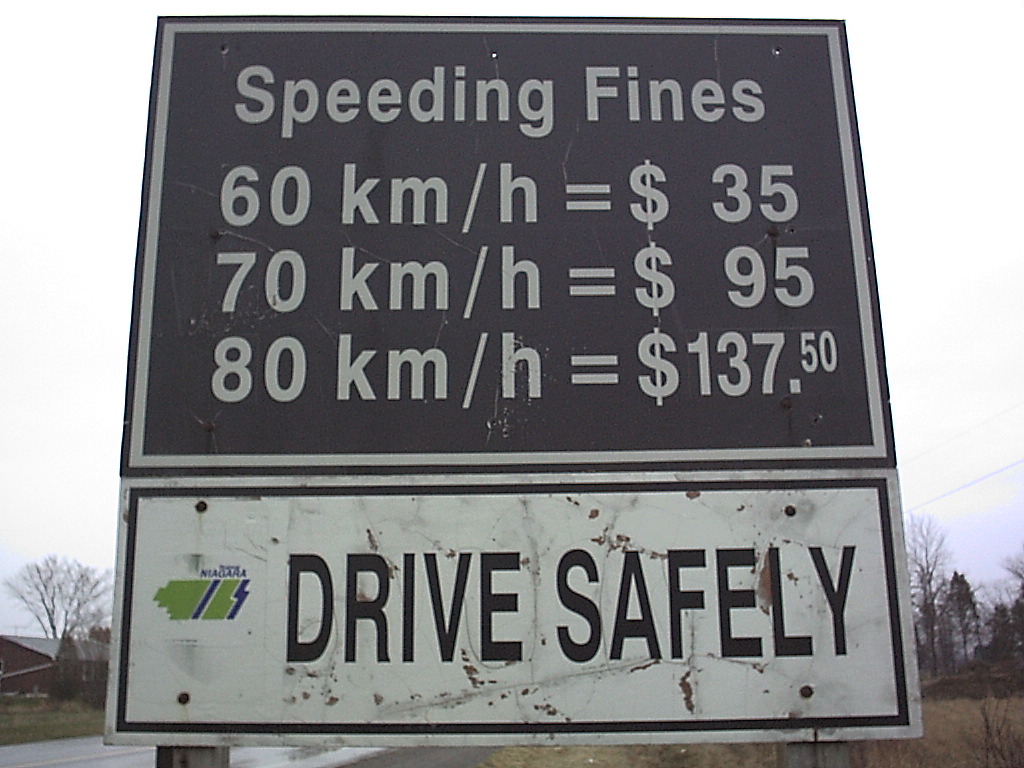 Speeding Fines
60 km/h = $ 35
70 km/h = $ 95
80 km/h = $137.50
NIAGARA
DRIVE SAFELY